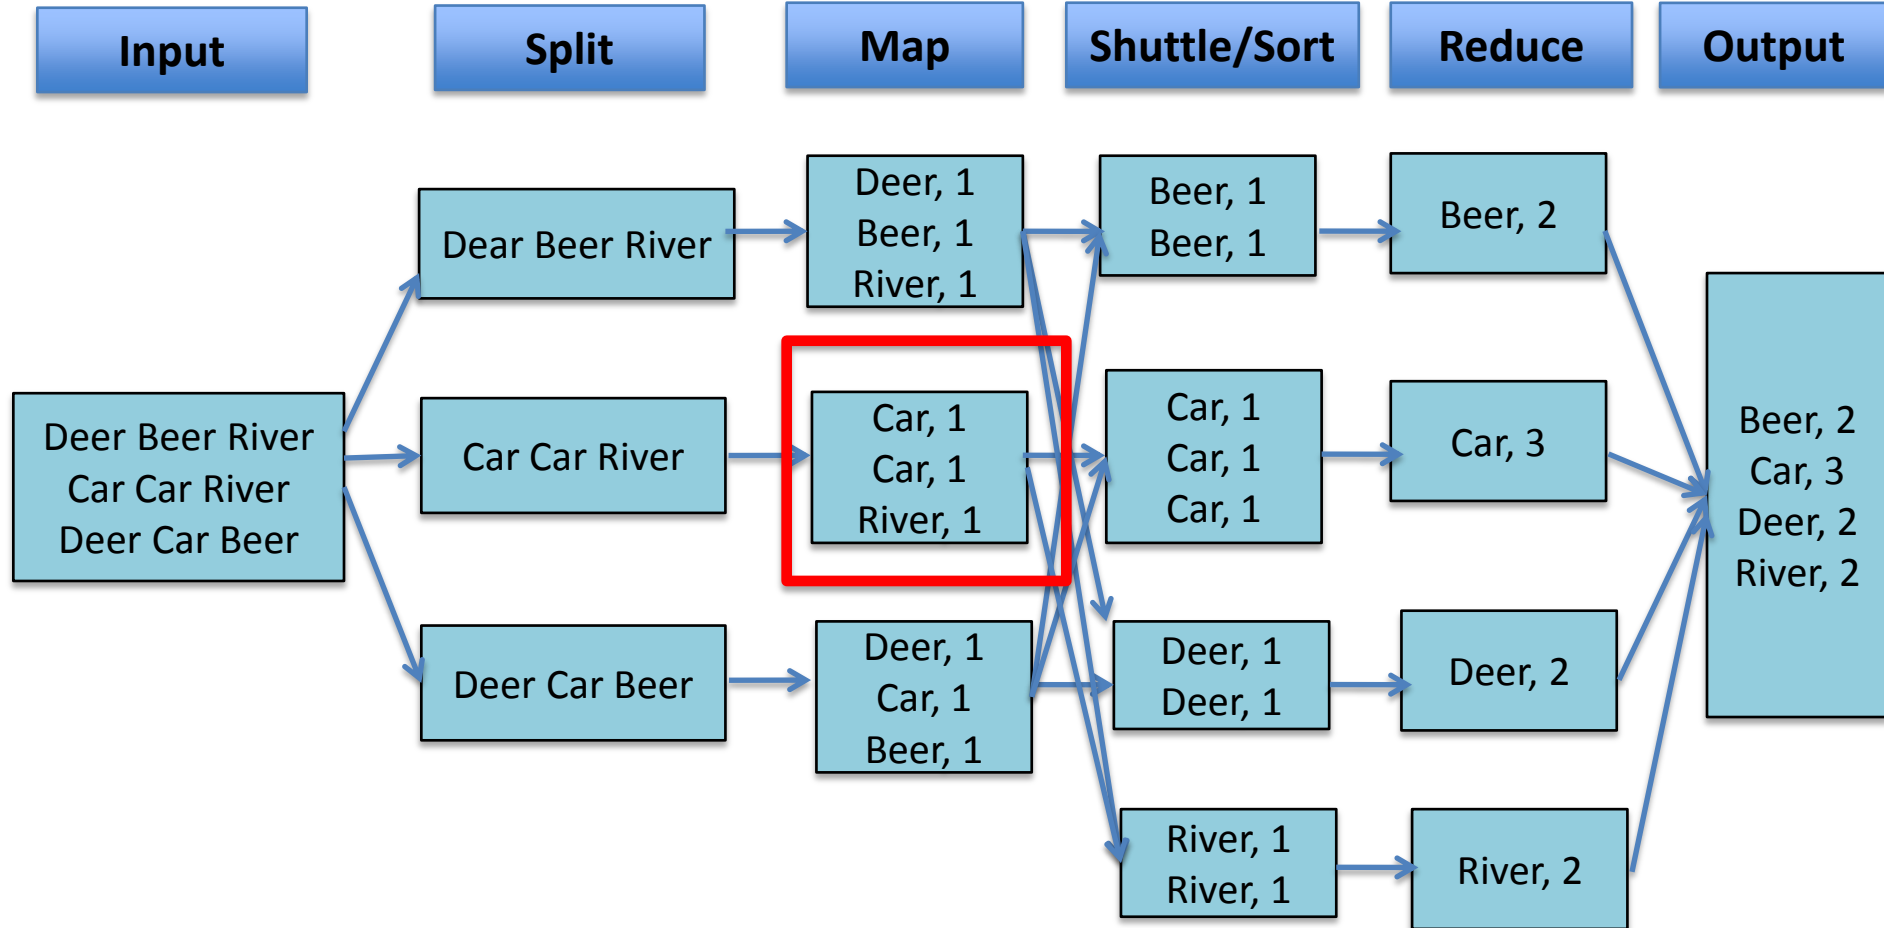 Input
Split
Map
Shuttle/Sort
Reduce
Output
Deer Beer River
Car Car River
Deer Car Beer
Dear Beer River
Car Car River
Deer Car Beer
Deer, 1
Beer, 1
River, 1
Car, 1
Car, 1
River, 1
Deer, 1
Car, 1
Beer, 1
Beer, 1
Beer, 1
Car, 1
Car, 1
Car, 1
Deer, 1
Deer, 1
River, 1
River, 1
Beer, 2
Car, 3
Deer, 2
River, 2
Beer, 2
Car, 3
Deer, 2
River, 2